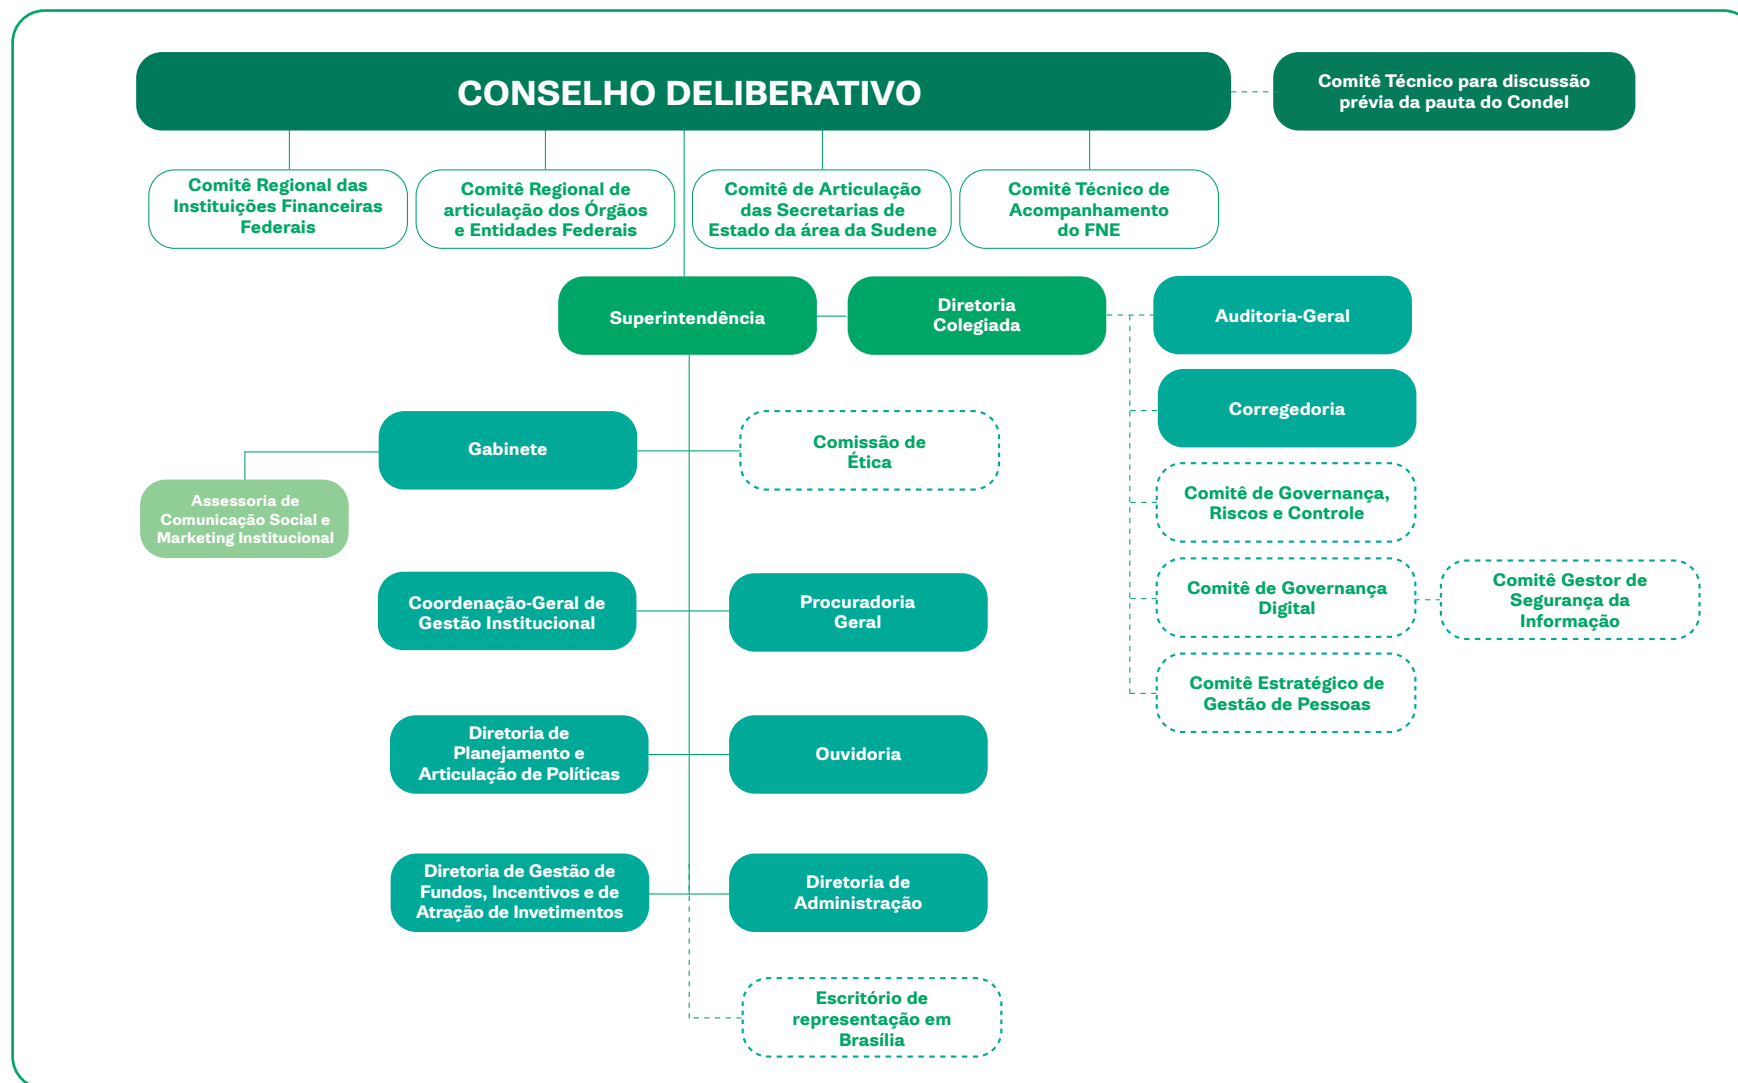 CONSELHO DELIBERATIVO
Comitê Técnico para discussão
prévia da pauta do Condel
Comitê Regional das
Instituições Financeiras
Federais
Comitê Regional de
articulação dos Órgãos
e Entidades Federais
Comitê de Articulação
das Secretarias de
Estado da área da Sudene
Comitê Técnico de
Acompanhamento
do FNE
Superintendência
Diretoria
Colegiada
Auditoria-Geral
Corregedoria
Gabinete
Comissão de
Ética
Assessoria de
Comunicação Social e
Marketing Institucional
Comitê de Governança,
Riscos e Controle
Comitê de Governança
Digital
Comitê Gestor de
Segurança da
Informação
Coordenação-Geral de
Gestão Institucional
Procuradoria
Geral
Comitê Estratégico de
Gestão de Pessoas
Diretoria de
Planejamento e
Articulação de Políticas
Ouvidoria
Diretoria de Gestão de
Fundos, Incentivos e de
Atração de Invetimentos
Diretoria de
Administração
Escritório de
representação em
Brasília